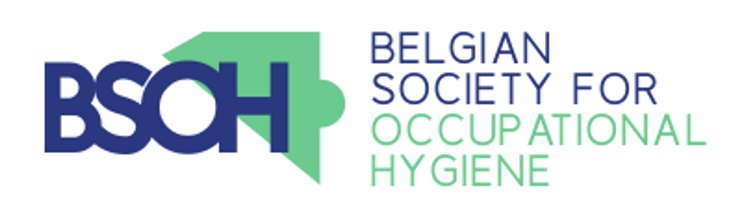 BSOH
BELGIAN
SOCIETY FOR
OCCUPATIONAL
HYGIENE